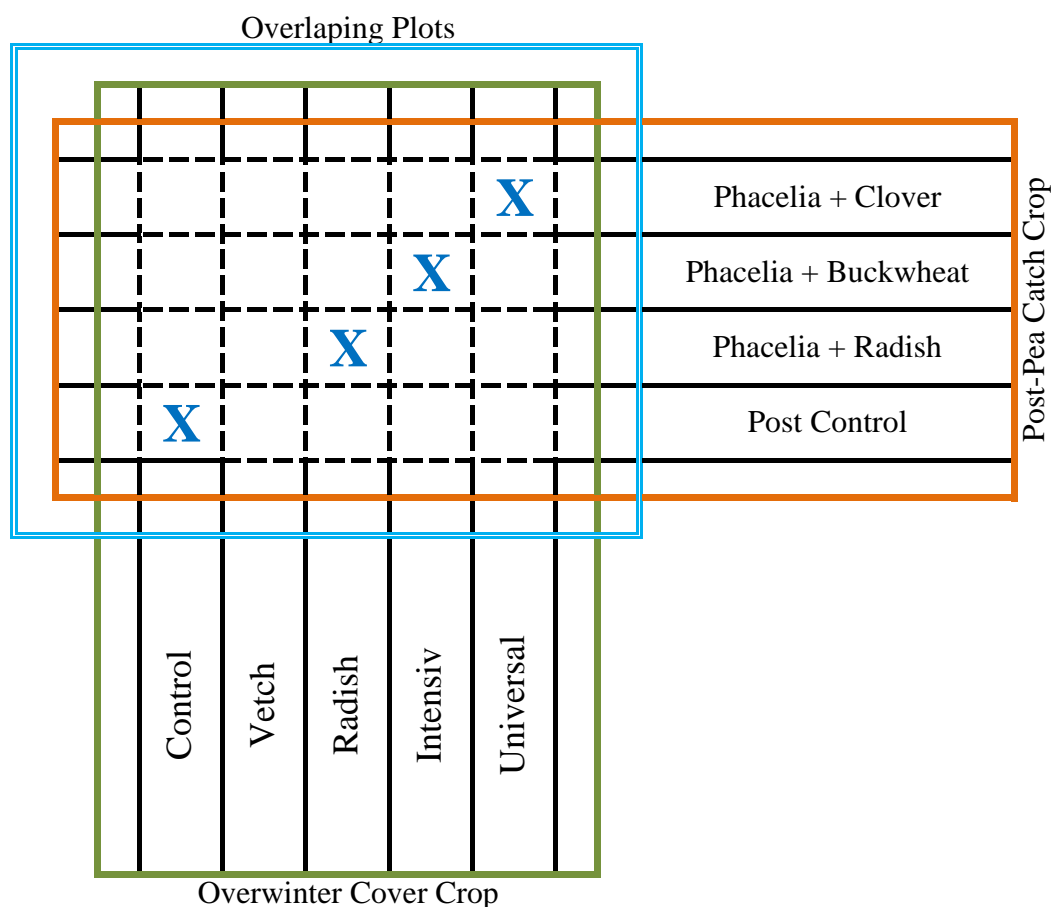 Overlaping Plots
X
Phacelia + Clover
X
Phacelia + Buckwheat
X
Phacelia + Radish
X
Post Control
Post-Pea Catch Crop
Control
Vetch
Radish
Intensiv
Universal
Overwinter Cover Crop